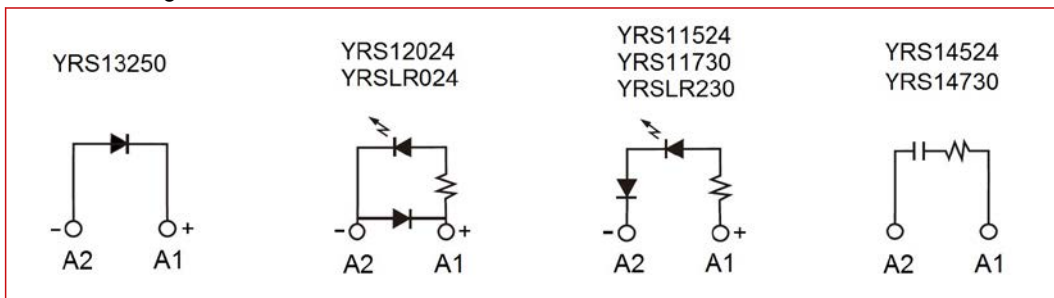 YRS13250
YRS12024
YRSLR024
YRS11524
YRS11730
YRSLR230
YRS14524
YRS14730
- +
A2 A1
- +
A2 A1
- +
A2 A1
A2 A1